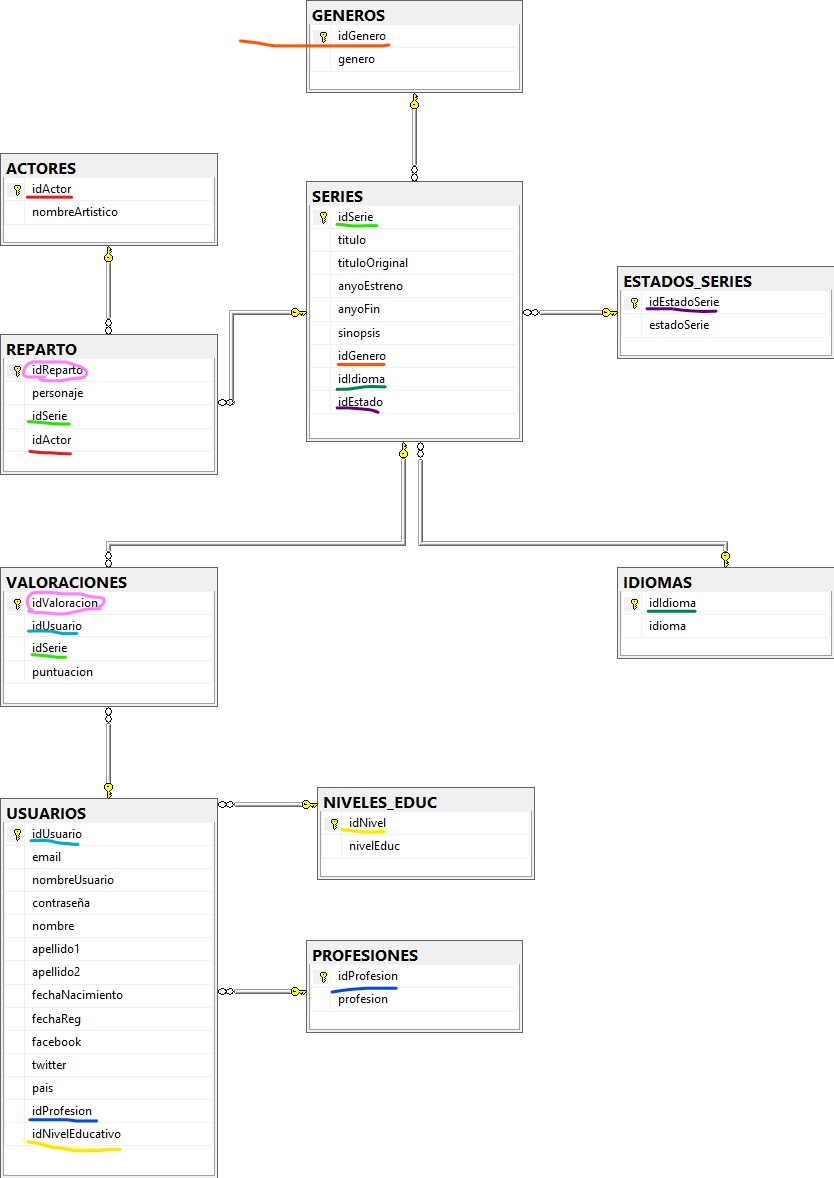 GENEROS
idGenero
genero
ACTORES
idActor
nombreArtistico
SERIES
idSerie
titulo
tituloOriginal
anyoEstreno
anyoFin
sinopsis
idGenero
idIdioma
idEstado
ESTADOS_SERIES
idEstadoSerie
estadoSerie
REPARTO
idReparto
personaje
idSerie
idActor
VALORACIONES
idValoracion
idUsuario
idSerie
puntuacion
IDIOMAS
idIdioma
idioma
USUARIOS
idUsuario
email
nombreUsuario
contraseña
nombre
apellido1
apellido2
fechaNacimiento
fechaReg
facebook
twitter
pais
idProfesion
idNivelEducativo
NIVELES_EDUC
idNivel
nivelEduc
PROFESIONES
idProfesion
profesion